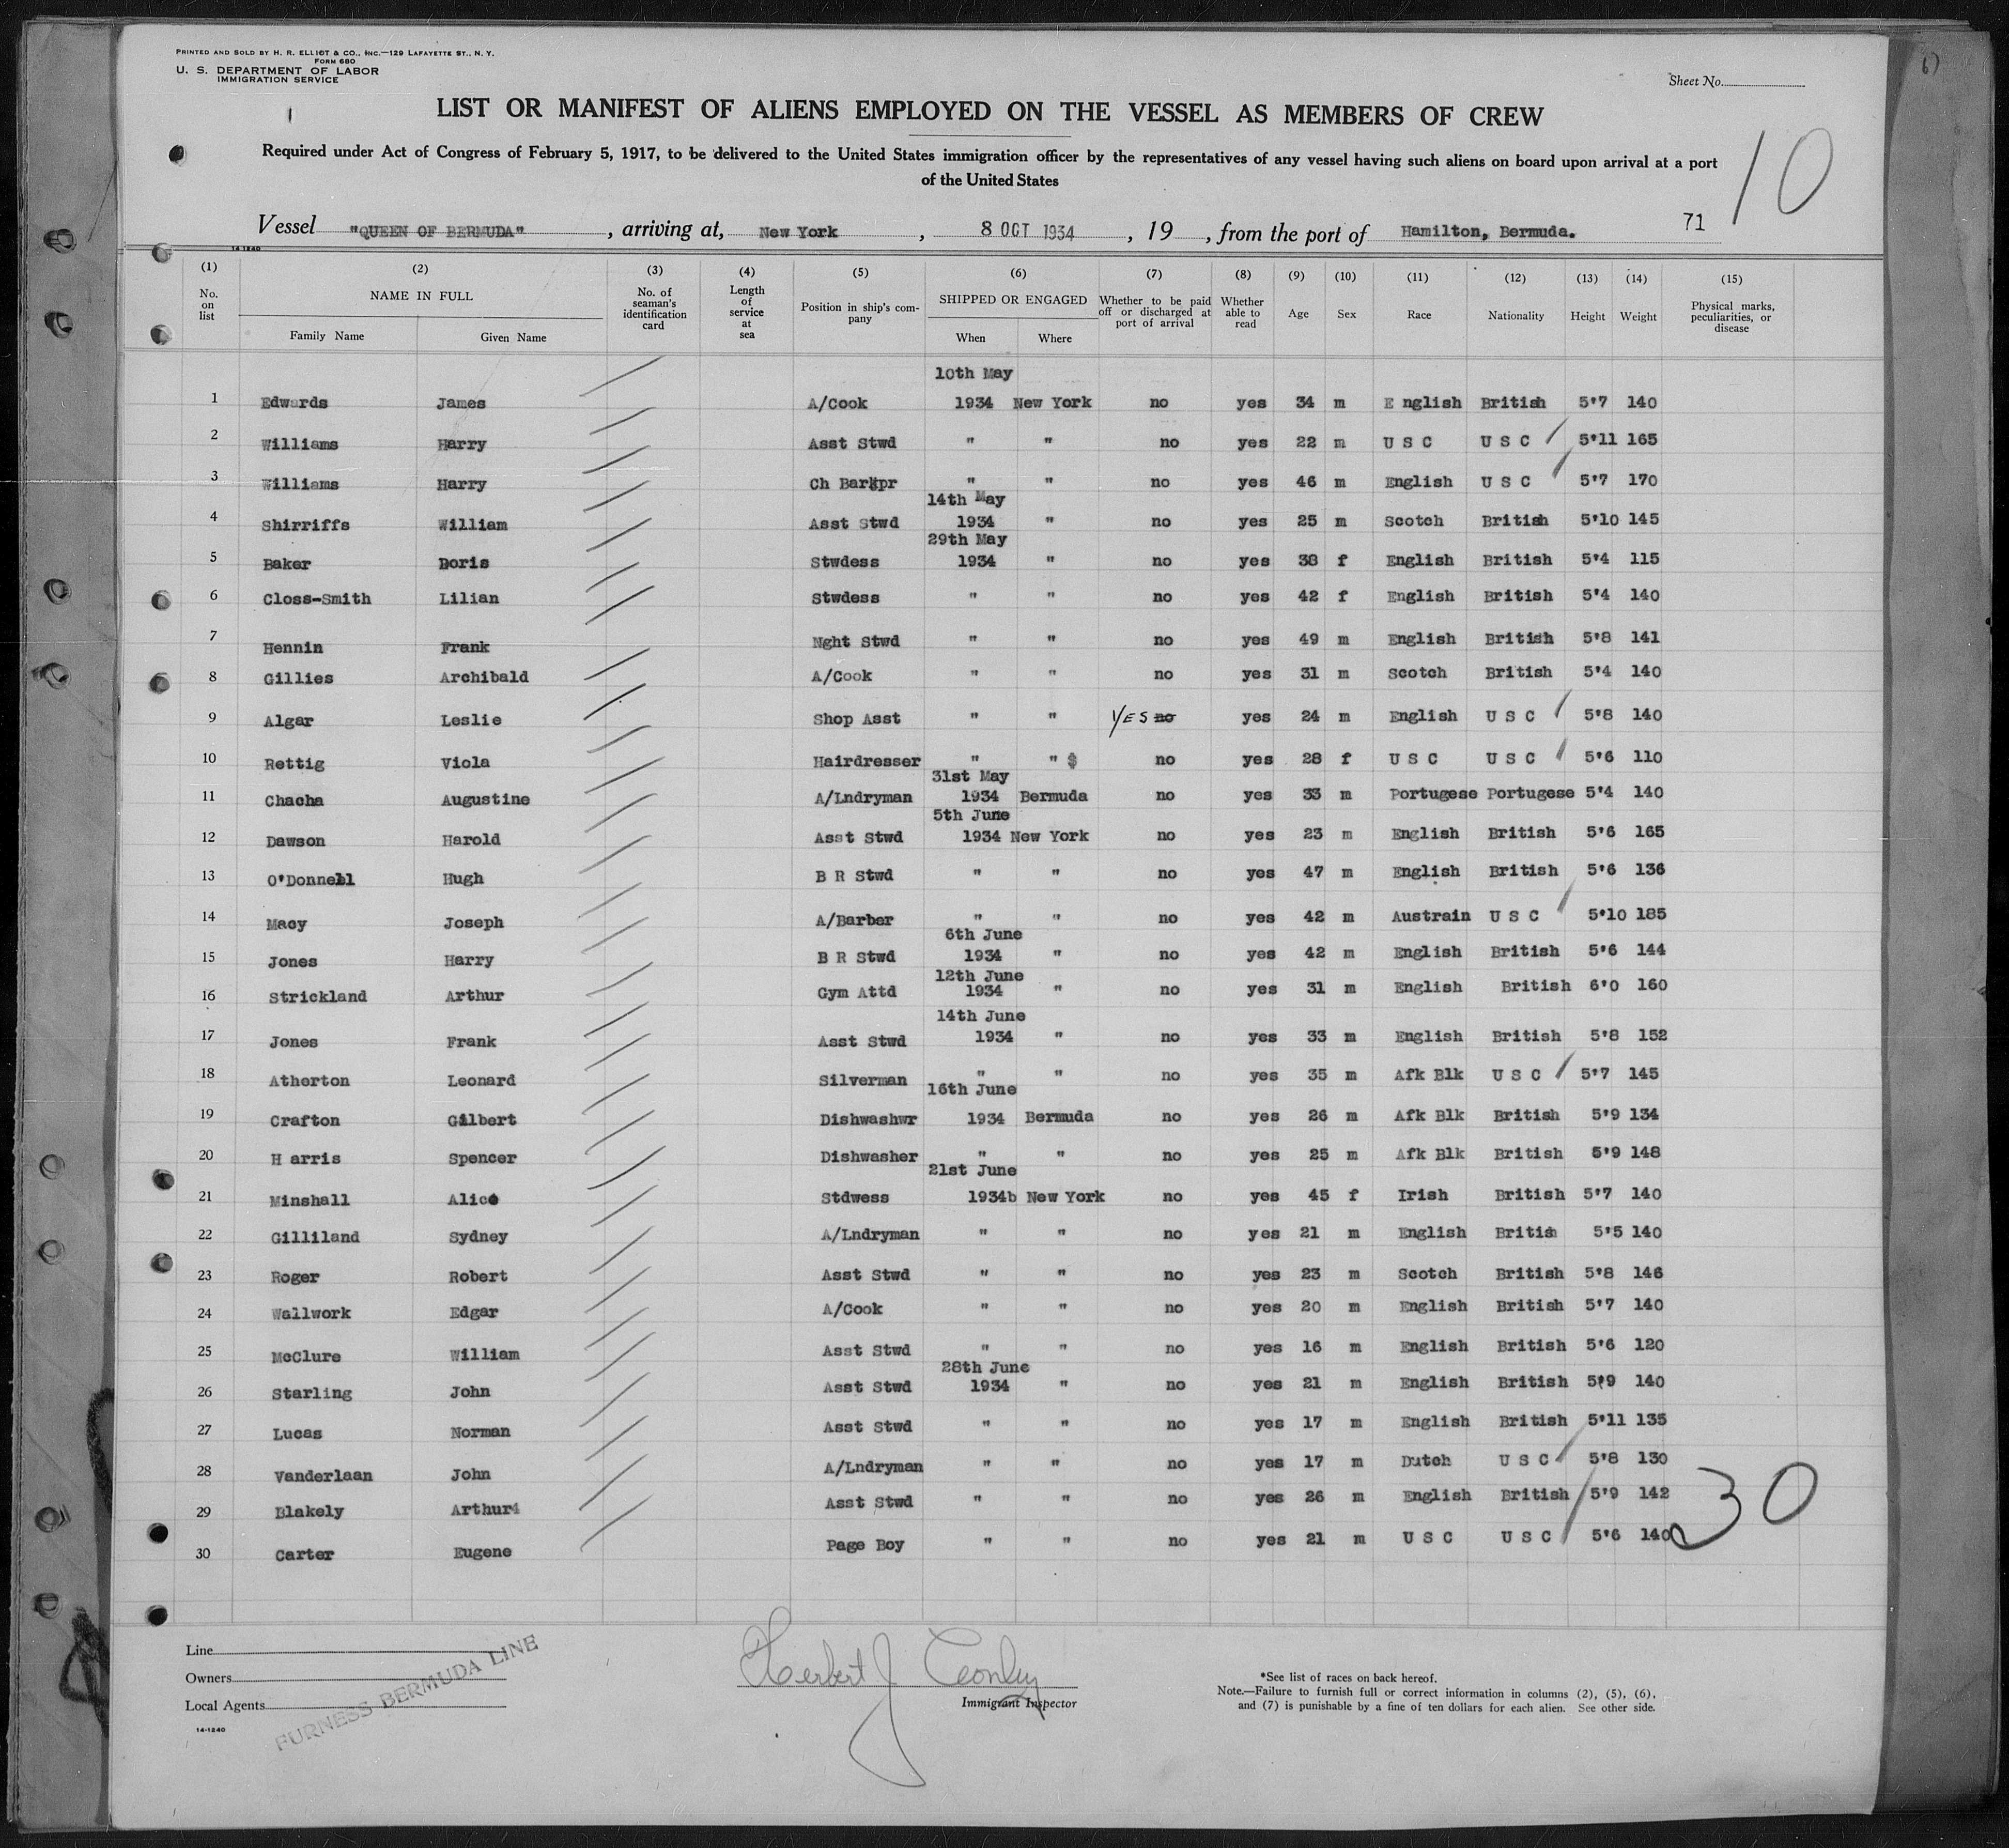 PRINTED AND SOLD BY H. R. ELLIOT & CO., INC.—129 LAFAYETTE ST., N. Y.
FORM 680
U. S. DEPARTMENT OF LABOR
IMMIGRATION SERVICE
Sheet No.
6)
LIST OR MANIFEST OF ALIENS EMPLOYED ON THE VESSEL AS MEMBERS OF CREW
10
Required under Act of Congress of February 5, 1917, to be delivered to the United States immigration officer by the representatives of any vessel having such aliens on board upon arrival at a port
of the United States
Vessel "QUEEN OF BERMUDA" , arriving at, New York , 8 OCT 1934 , 19 , from the port of Hamilton, Bermuda. 71
14-1240
(1) (2) (3) (4) (5) (6) (7) (8) (9) (10) (11) (12) (13) (14) (15)
No. on list NAME IN FULL Family Name Given Name No. of seaman's identification card Length of service at sea Position in ship's company SHIPPED OR ENGAGED When Where Whether to be paid off or discharged at port of arrival Whether able to read Age Sex Race Nationality Height Weight Physical marks, peculiarities, or disease
10th May
1 Edwards James A/Cook 1934 New York no yes 34 m E nglish British 5'7 140
2 Williams Harry Asst Stwd " " no yes 22 m U S C U S C 5'11 165
3 Williams Harry Ch Barkpr " " no yes 46 m English U S C 5'7 170
14th May
4 Shirriffs William Asst Stwd 1934 " no yes 25 m Scotch British 5'10 145
29th May
5 Baker Doris Stwdess 1934 " no yes 38 f English British 5'4 115
6 Closs-Smith Lilian Stwdess " " no yes 42 f English British 5'4 140
7 Hennin Frank Nght Stwd " " no yes 49 m English British 5'8 141
8 Gillies Archibald A/Cook " " no yes 31 m Scotch British 5'4 140
9 Algar Leslie Shop Asst " " YES no yes 24 m English U S C 5'8 140
10 Rettig Viola Hairdresser " " $ no yes 28 f U S C U S C 5'6 110
31st May
11 Chacha Augustine A/Lndryman 1934 Bermuda no yes 33 m Portugese Portugese 5'4 140
5th June
12 Dawson Harold Asst Stwd 1934 New York no yes 23 m English British 5'6 165
13 O'Donnell Hugh B R Stwd " " no yes 47 m English British 5'6 136
14 Macy Joseph A/Barber " " no yes 42 m Austrain U S C 5'10 185
6th June
15 Jones Harry B R Stwd 1934 " no yes 42 m English British 5'6 144
12th June
16 Strickland Arthur Gym Attd 1934 " no yes 31 m English British 6'0 160
14th June
17 Jones Frank Asst Stwd 1934 " no yes 33 m English British 5'8 152
18 Atherton Leonard Silverman " " no yes 35 m Afk Blk U S C 5'7 145
16th June
19 Crafton Gilbert Dishwashwr 1934 Bermuda no yes 26 m Afk Blk British 5'9 134
20 H arris Spencer Dishwasher " " no yes 25 m Afk Blk British 5'9 148
21st June
21 Minshall Alice Stdwess 1934b New York no yes 45 f Irish British 5'7 140
22 Gilliland Sydney A/Lndryman " " no yes 21 m English British 5'5 140
23 Roger Robert Asst Stwd " " no yes 23 m Scotch British 5'8 146
24 Wallwork Edgar A/Cook " " no yes 20 m English British 5'7 140
25 McClure William Asst Stwd " " no yes 16 m English British 5'6 120
28th June
26 Starling John Asst Stwd 1934 " no yes 21 m English British 5'9 140
27 Lucas Norman Asst Stwd " " no yes 17 m English British 5'11 135
28 Vanderlaan John A/Lndryman " " no yes 17 m Dutch U S C 5'8 130
29 Blakely Arthur4 Asst Stwd " " no yes 26 m English British 5'9 142
30 Carter Eugene Page Boy " " no yes 21 m U S C U S C 5'6 140
30
Line
Owners
Local Agents
FURNESS BERMUDA LINE
14-1240
Herbert J
Immigrant Inspector
*See list of races on back hereof.
Note.—Failure to furnish full or correct information in columns (2), (5), (6),
and (7) is punishable by a fine of ten dollars for each alien. See other side.